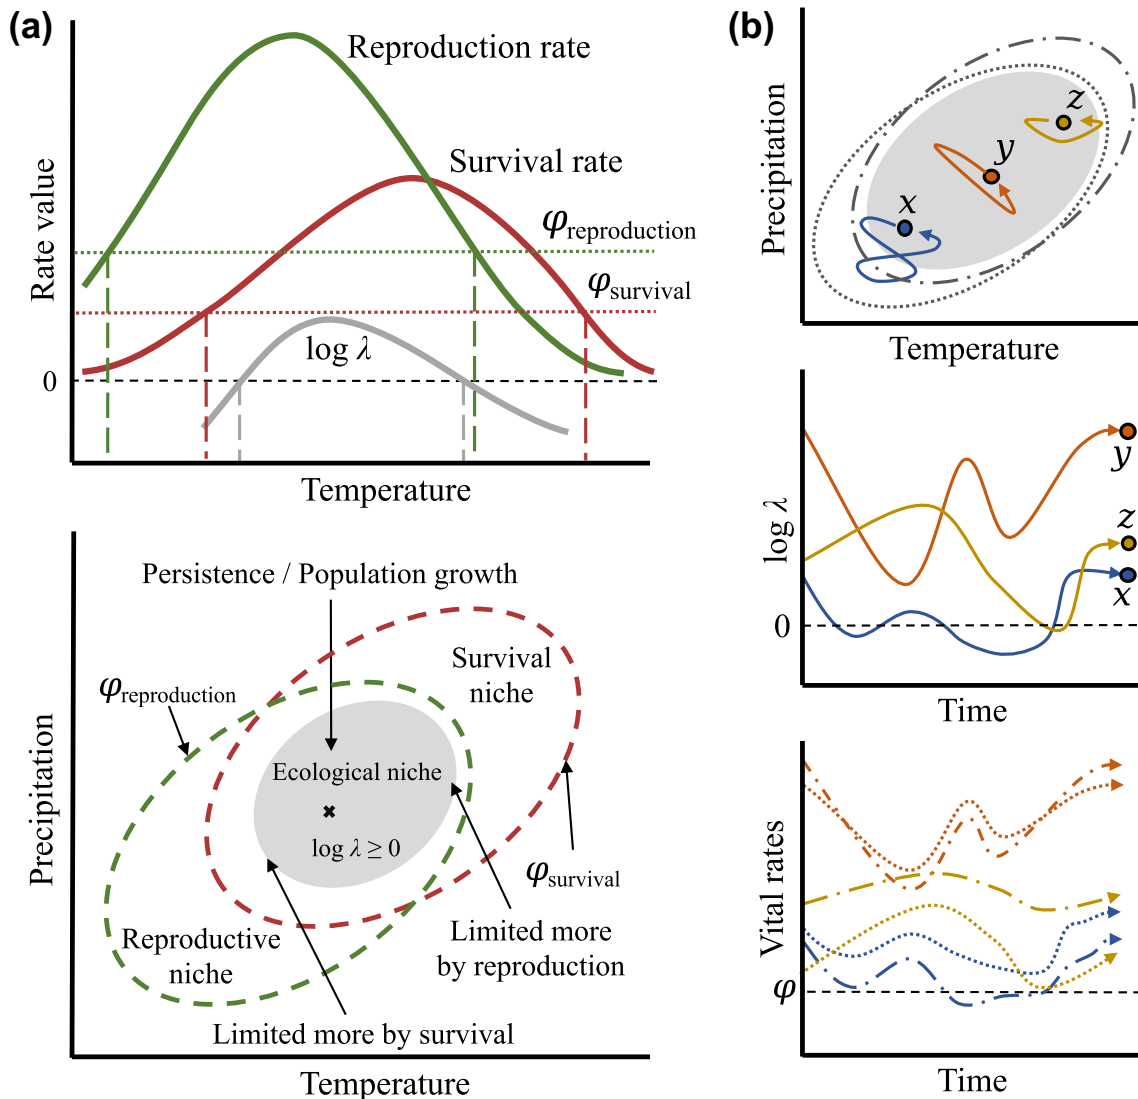 (a)
Reproduction rate
Survival rate
φreproduction
φsurvival
log λ
0
Rate value
Temperature
Persistence / Population growth
Survival
niche
φreproduction
Ecological niche
log λ ≥ 0
φsurvival
Reproductive
niche
Limited more
by reproduction
Limited more by survival
Precipitation
Temperature
(b)
z
y
x
Precipitation
Temperature
y
z
x
log λ
0
Time
Vital rates
φ
Time